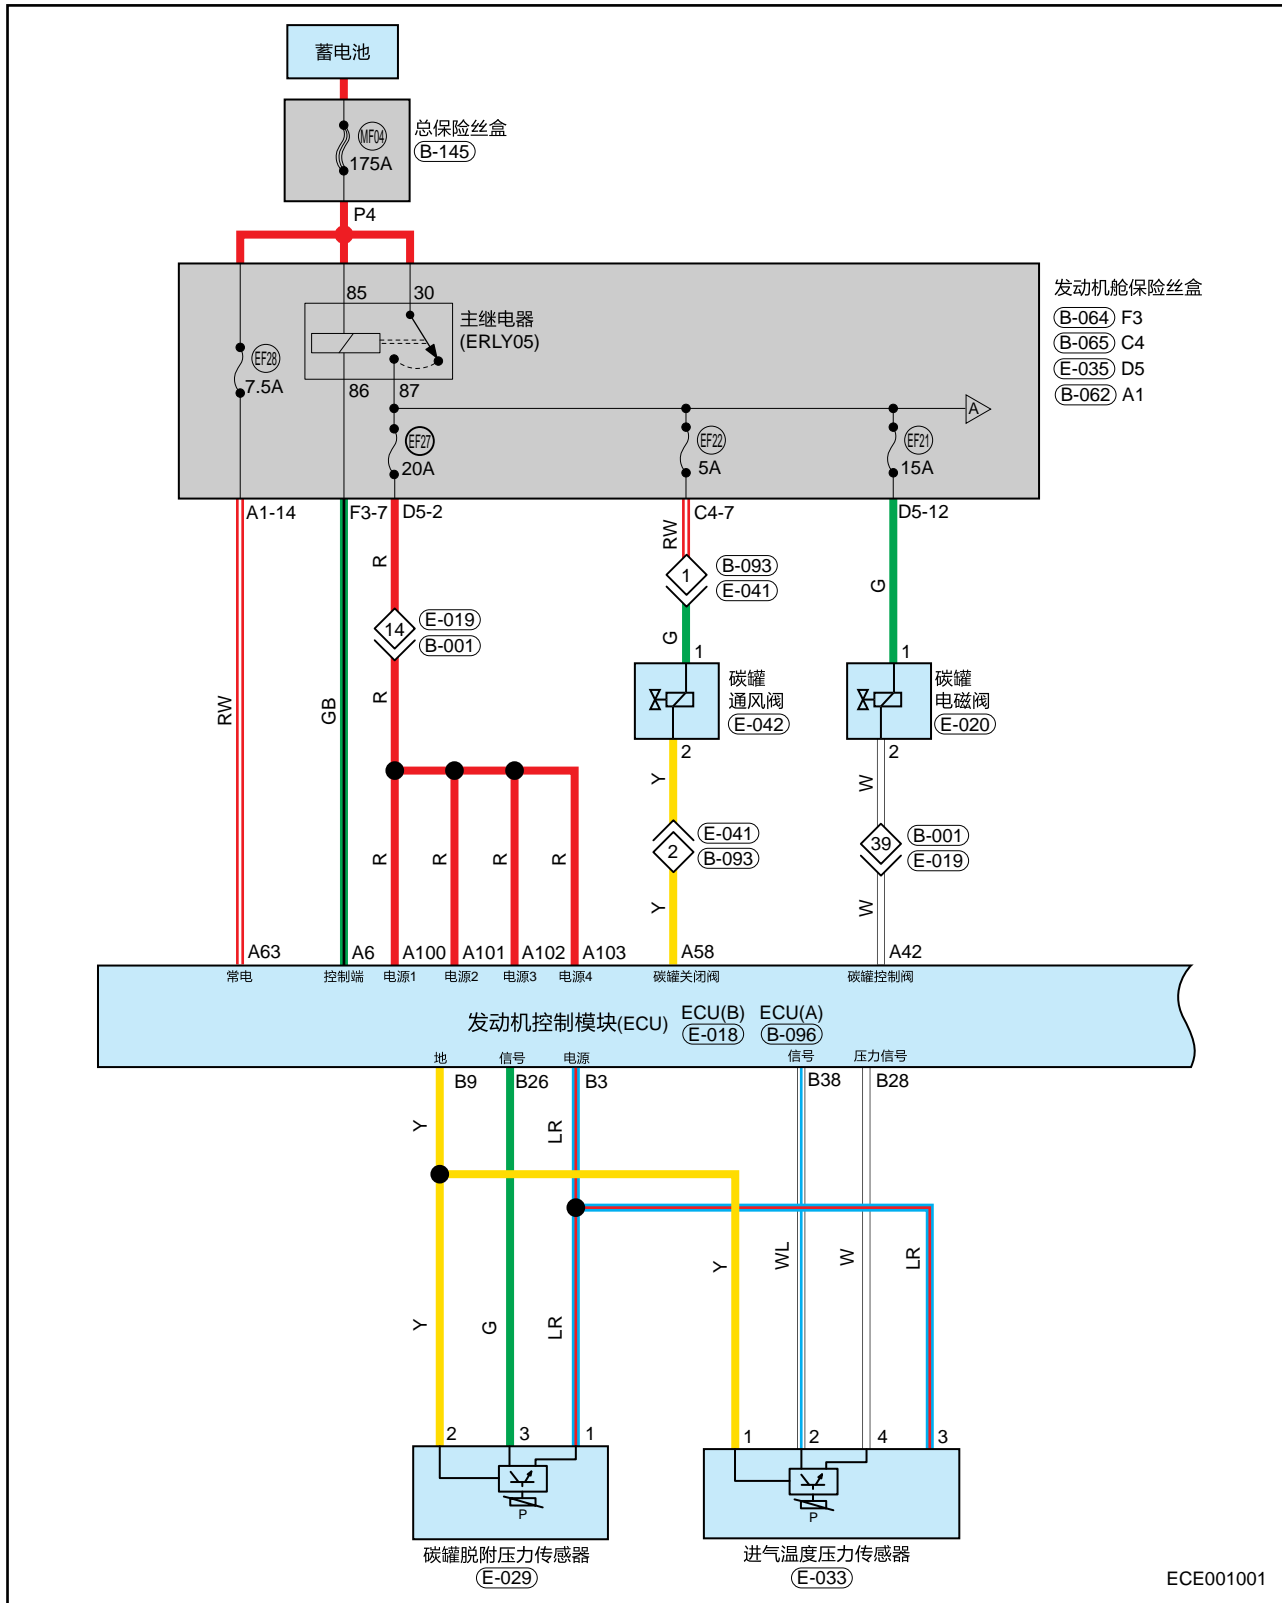 蓄电池
MF04
175A
总保险丝盒
B-145
P4
85
30
主继电器
(ERLY05)
86
87
EF28
7.5A
EF27
20A
EF22
5A
EF21
15A
A
发动机舱保险丝盒
B-064 F3
B-065 C4
E-035 D5
B-062 A1
A1-14
F3-7
D5-2
C4-7
D5-12
RW
GB
R
14
E-019
B-001
R
RW
1
B-093
E-041
G
G
1
碳罐
通风阀
E-042
2
1
碳罐
电磁阀
E-020
2
Y
2
E-041
B-093
Y
W
39
B-001
E-019
W
R
R
R
R
A63
A6
A100
A101
A102
A103
A58
A42
常电
控制端
电源1
电源2
电源3
电源4
碳罐关闭阀
碳罐控制阀
发动机控制模块(ECU)
ECU(B)
E-018
ECU(A)
B-096
地
信号
电源
信号
压力信号
B9
B26
B3
B38
B28
Y
LR
Y
G
LR
Y
WL
W
LR
2
3
1
1
2
4
3
P
P
碳罐脱附压力传感器
E-029
进气温度压力传感器
E-033
ECE001001